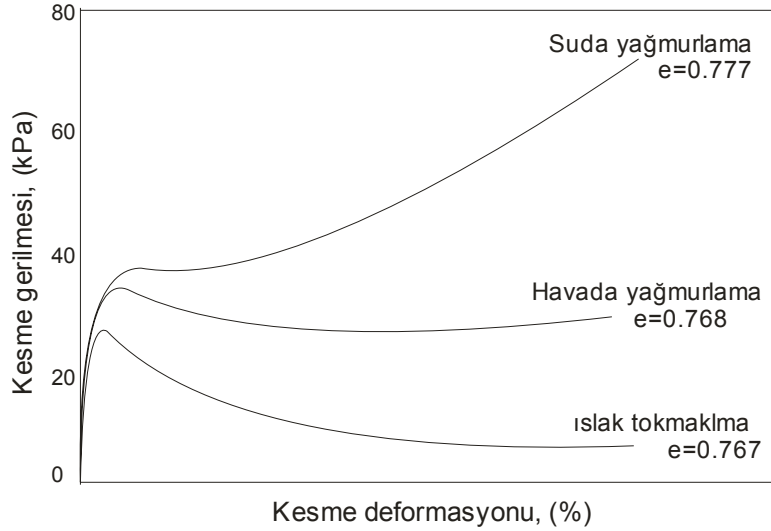 80
60
40
20
0
Kesme gerilmesi, (kPa)
Suda yağmurlama
e=0.777
Havada yağmurlama
e=0.768
ıslak tokmaklma
e=0.767
Kesme deformasyonu, (%)